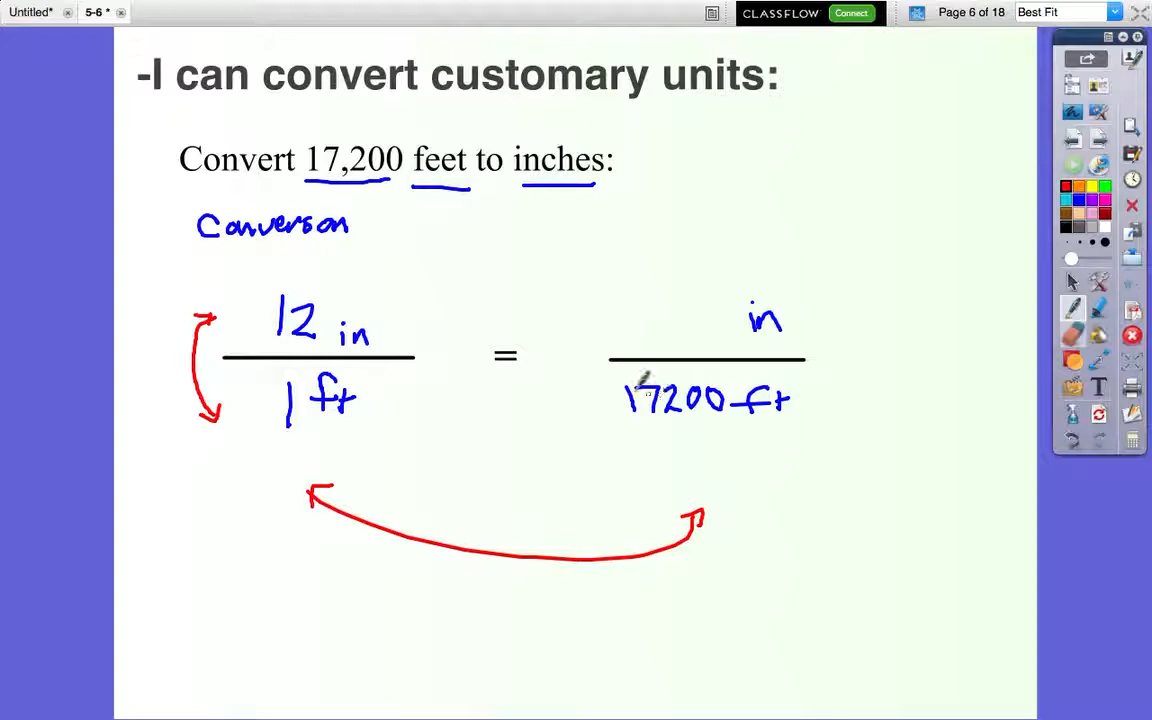 Untitled*
5-6 *
CLASSFLOW Connect
Page 6 of 18
Best Fit
-I can convert customary units:
Convert 17,200 feet to inches:
Converson
12 in
1 ft
=
in
17200 ft
T